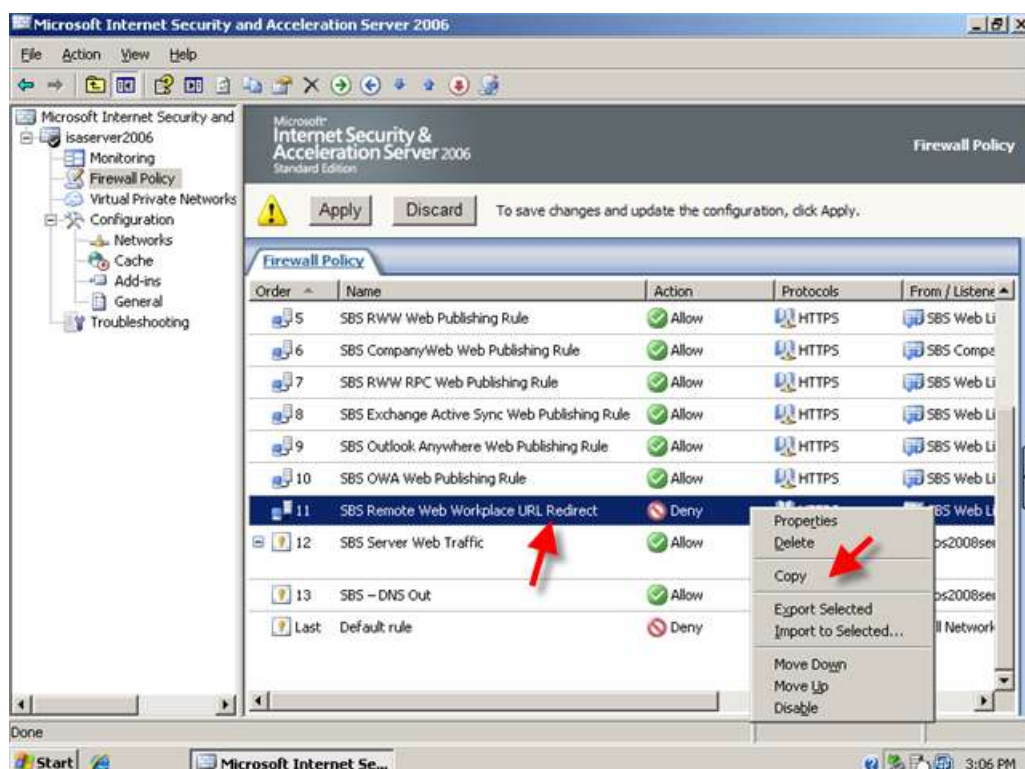 Microsoft Internet Security and Acceleration Server 2006
File Action View Help
Microsoft Internet Security and
isaserver2006
Monitoring
Firewall Policy
Virtual Private Networks
Configuration
Networks
Cache
Add-ins
General
Troubleshooting
Microsoft
Internet Security &
Acceleration Server 2006
Standard Edition
Firewall Policy
Apply Discard To save changes and update the configuration, click Apply.
Firewall Policy
Order Name Action Protocols From / Listene
5 SBS RWW Web Publishing Rule Allow HTTPS SBS Web Li
6 SBS CompanyWeb Web Publishing Rule Allow HTTPS SBS Compa
7 SBS RWW RPC Web Publishing Rule Allow HTTPS SBS Web Li
8 SBS Exchange Active Sync Web Publishing Rule Allow HTTPS SBS Web Li
9 SBS Outlook Anywhere Web Publishing Rule Allow HTTPS SBS Web Li
10 SBS OWA Web Publishing Rule Allow HTTPS SBS Web Li
11 SBS Remote Web Workplace URL Redirect Deny BS Web Li
12 SBS Server Web Traffic Allow bs2008ser
13 SBS – DNS Out Allow bs2008ser
Last Default rule Deny ll Network
Properties
Delete
Copy
Export Selected
Import to Selected...
Move Down
Move Up
Disable
Done
Start Microsoft Internet Se... 3:06 PM